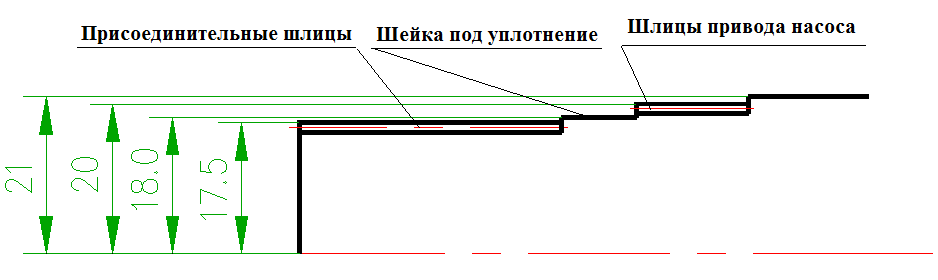 Присоединительные шлицы
Шейка под уплотнение
Шлицы привода насоса
21
20
18.0
17.5